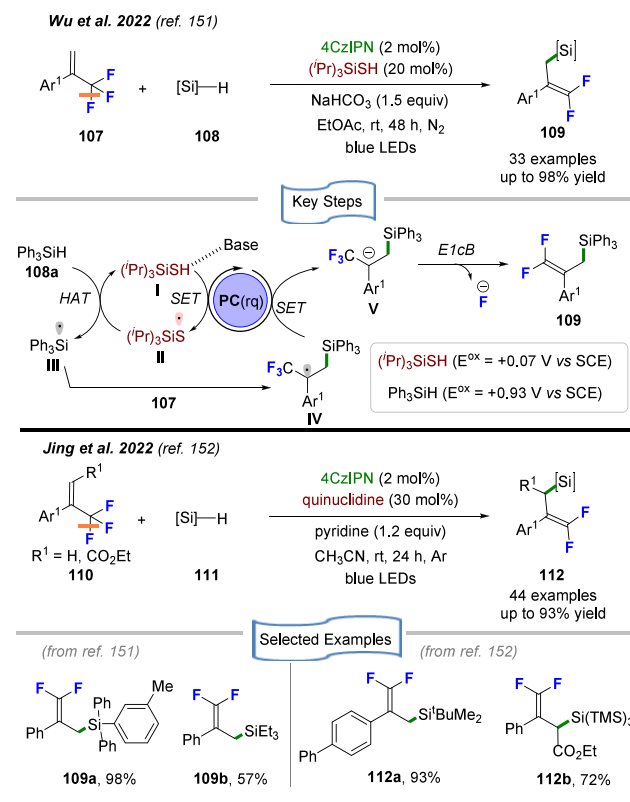 Wu et al. 2022 (ref. 151)
Ar¹
F
F
F
107
+
[Si]—H
108
4CzIPN (2 mol%)
(ⁱPr)₃SiSH (20 mol%)
NaHCO₃ (1.5 equiv)
EtOAc, rt, 48 h, N₂
blue LEDs
[Si]
Ar¹
F
F
109
33 examples
up to 98% yield
Key Steps
Ph₃SiH
108a
(ⁱPr)₃SiSH
Base
I
HAT
SET
PC(rq)
SET
Ph₃Si
III
(ⁱPr)₃SiS
II
107
F₃C
SiPh₃
Ar¹
V
E1cB
F
F
F
SiPh₃
Ar¹
109
F₃C
SiPh₃
Ar¹
IV
(ⁱPr)₃SiSH (Eᵒˣ = +0.07 V vs SCE)
Ph₃SiH (Eᵒˣ = +0.93 V vs SCE)
Jing et al. 2022 (ref. 152)
R¹
Ar¹
F
F
F
R¹ = H, CO₂Et
110
+
[Si]—H
111
4CzIPN (2 mol%)
quinuclidine (30 mol%)
pyridine (1.2 equiv)
CH₃CN, rt, 24 h, Ar
blue LEDs
R¹
[Si]
Ar¹
F
F
112
44 examples
up to 93% yield
Selected Examples
(from ref. 151)
(from ref. 152)
F
F
Ph
Ph
Si
Ph
Me
109a, 98%
F
F
Ph
SiEt₃
109b, 57%
F
F
SiᵗBuMe₂
Ph
112a, 93%
F
F
Ph
Si(TMS)₃
CO₂Et
112b, 72%